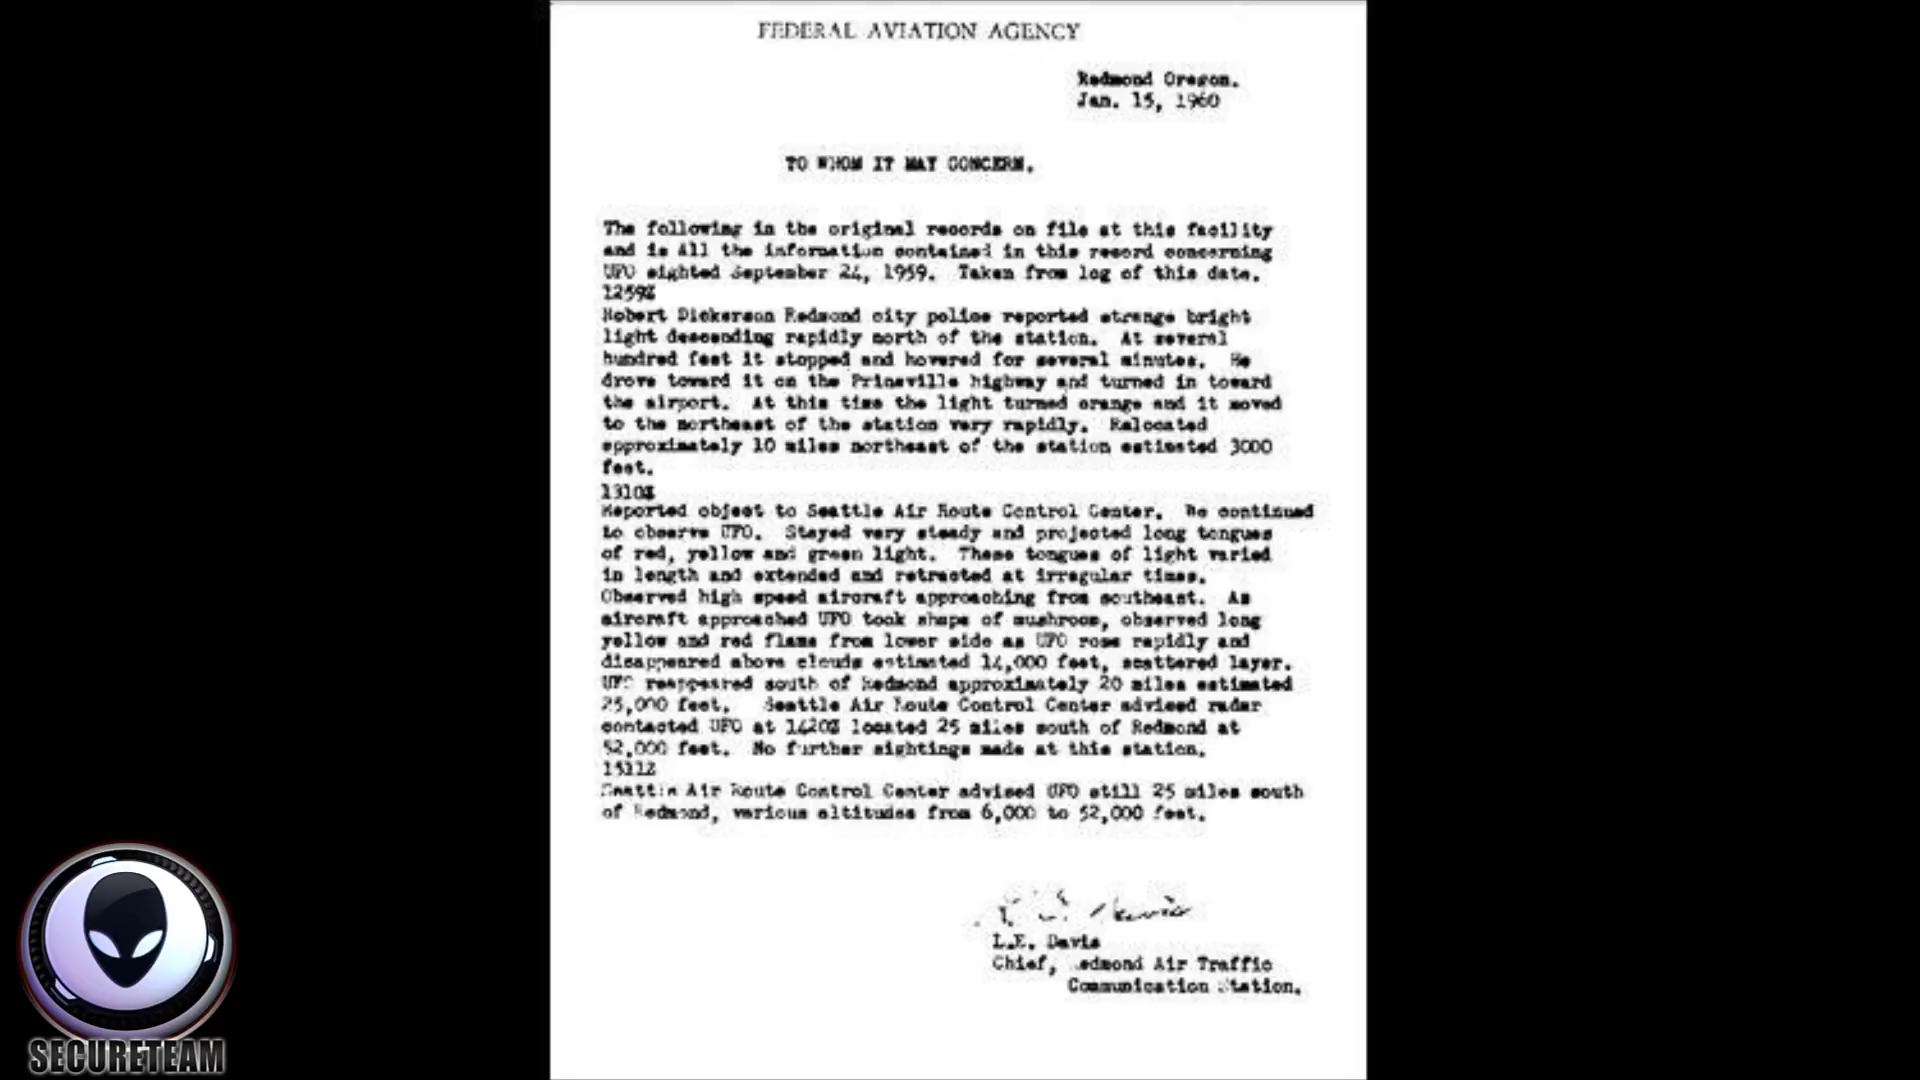 FEDERAL AVIATION AGENCY
Redmond Oregon.
Jan. 15, 1960
TO WHOM IT MAY CONCERN.
The following in the original records on file at this facility
and is All the information contained in this record concerning
UFO sighted September 24, 1959. Taken from log of this date.
1259Z
Robert Dickerson Redmond city police reported strange bright
light descending rapidly north of the station. At several
hundred feet it stopped and hovered for several minutes. He
drove toward it on the Prineville highway and turned in toward
the airport. At this time the light turned orange and it moved
to the northeast of the station very rapidly. Relocated
approximately 10 miles northeast of the station estimated 3000
feet.
1310Z
Reported object to Seattle Air Route Control Center. We continued
to observe UFO. Stayed very steady and projected long tongues
of red, yellow and green light. These tongues of light varied
in length and extended and retracted at irregular times.
Observed high speed aircraft approaching from southeast. As
aircraft approached UFO took shape of mushroom, observed long
yellow and red flame from lower side as UFO rose rapidly and
disappeared above clouds estimated 14,000 feet, scattered layer.
UFO reappeared south of Redmond approximately 20 miles estimated
25,000 feet. Seattle Air Route Control Center advised radar
contacted UFO at 1420Z located 25 miles south of Redmond at
52,000 feet. No further sightings made at this station.
1511Z
Seattle Air Route Control Center advised UFO still 25 miles south
of Redmond, various altitudes from 6,000 to 52,000 feet.
L.E. Davis
Chief, Redmond Air Traffic
Communication Station.
SECURETEAM